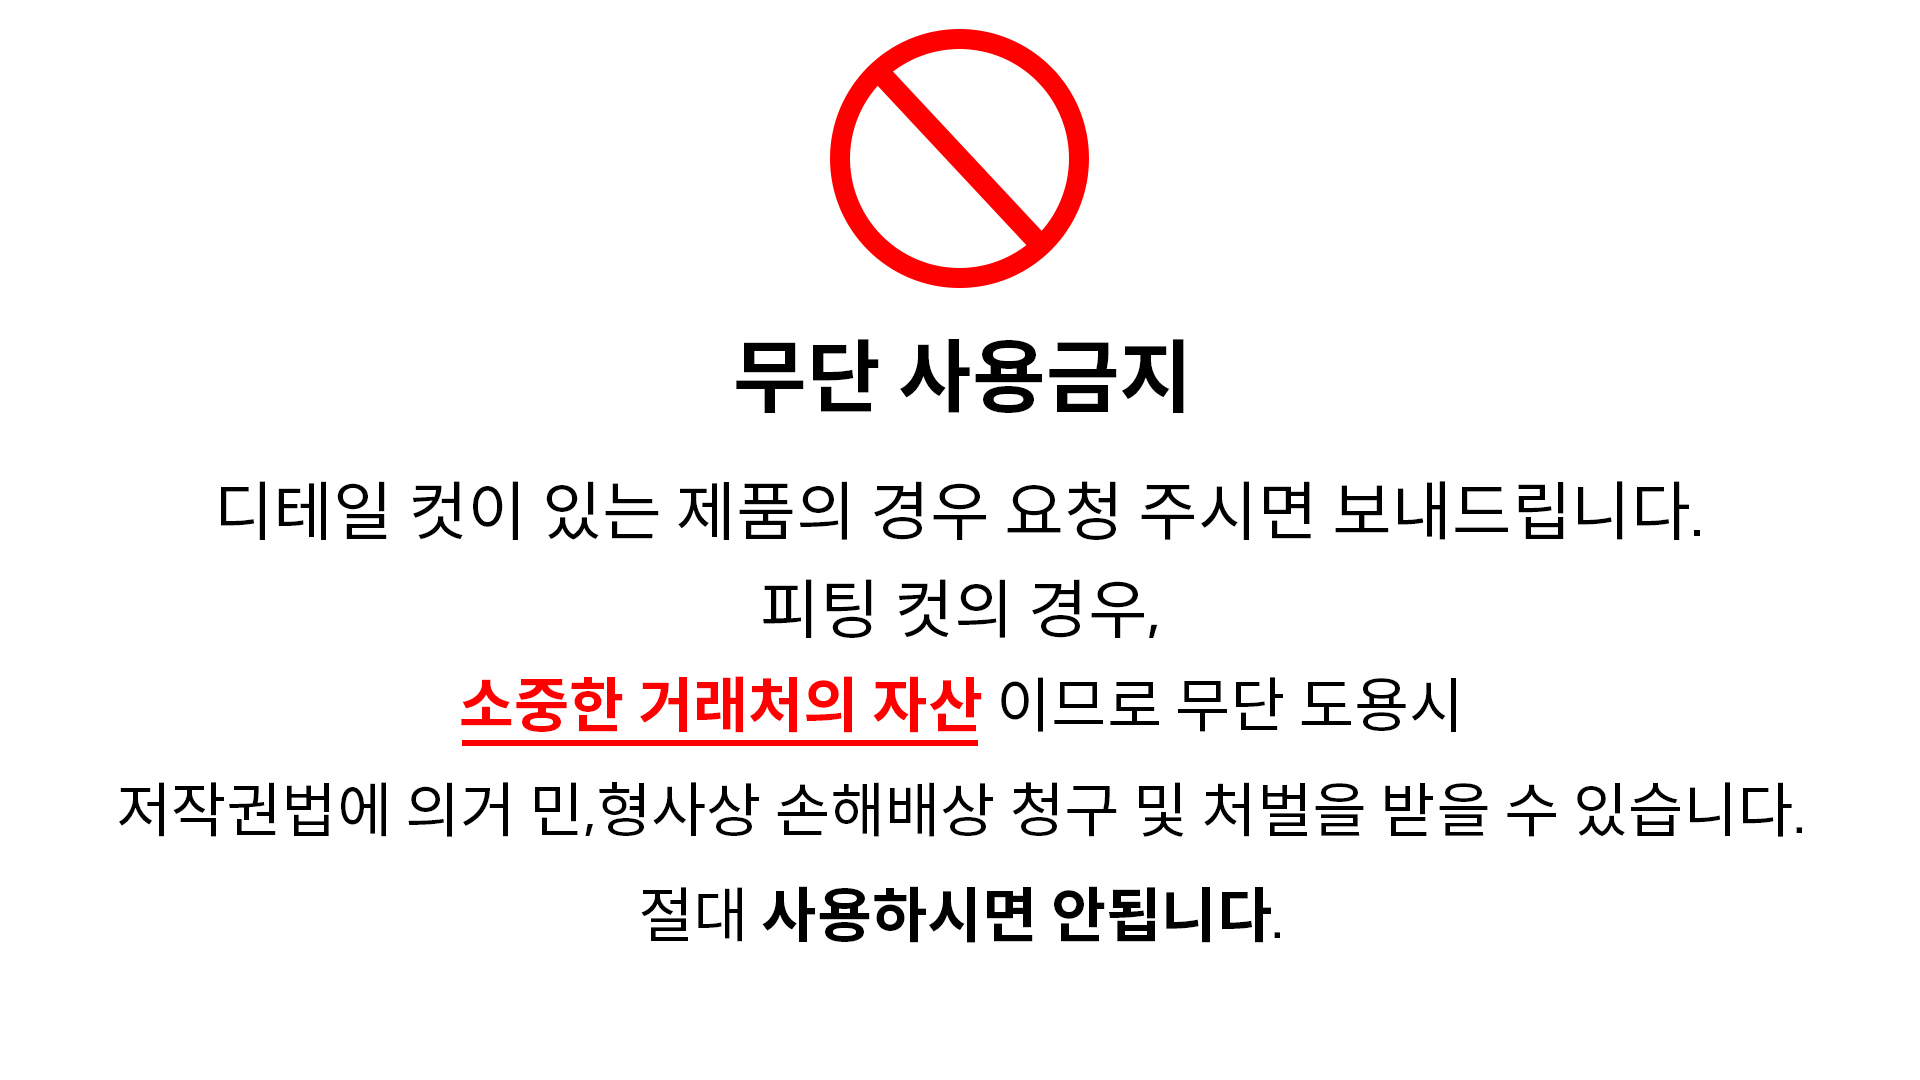 무단 사용금지
디테일 컷이 있는 제품의 경우 요청 주시면 보내드립니다.
피팅 컷의 경우,
소중한 거래처의 자산 이므로 무단 도용시
저작권법에 의거 민,형사상 손해배상 청구 및 처벌을 받을 수 있습니다.
절대 사용하시면 안됩니다.